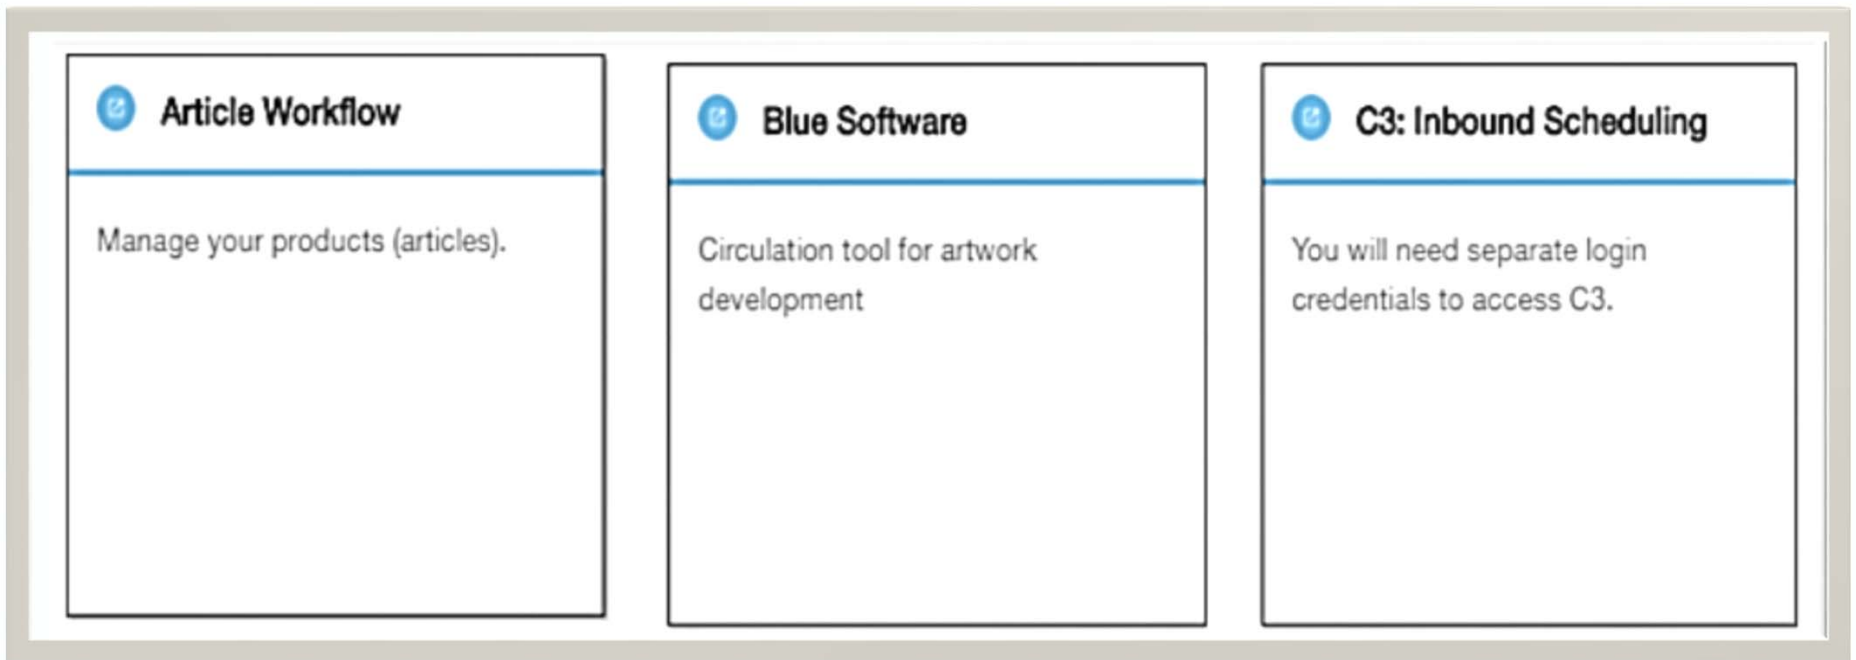 Article Workflow
Manage your products (articles).
Blue Software
Circulation tool for artwork
development
C3: Inbound Scheduling
You will need separate login
credentials to access C3.